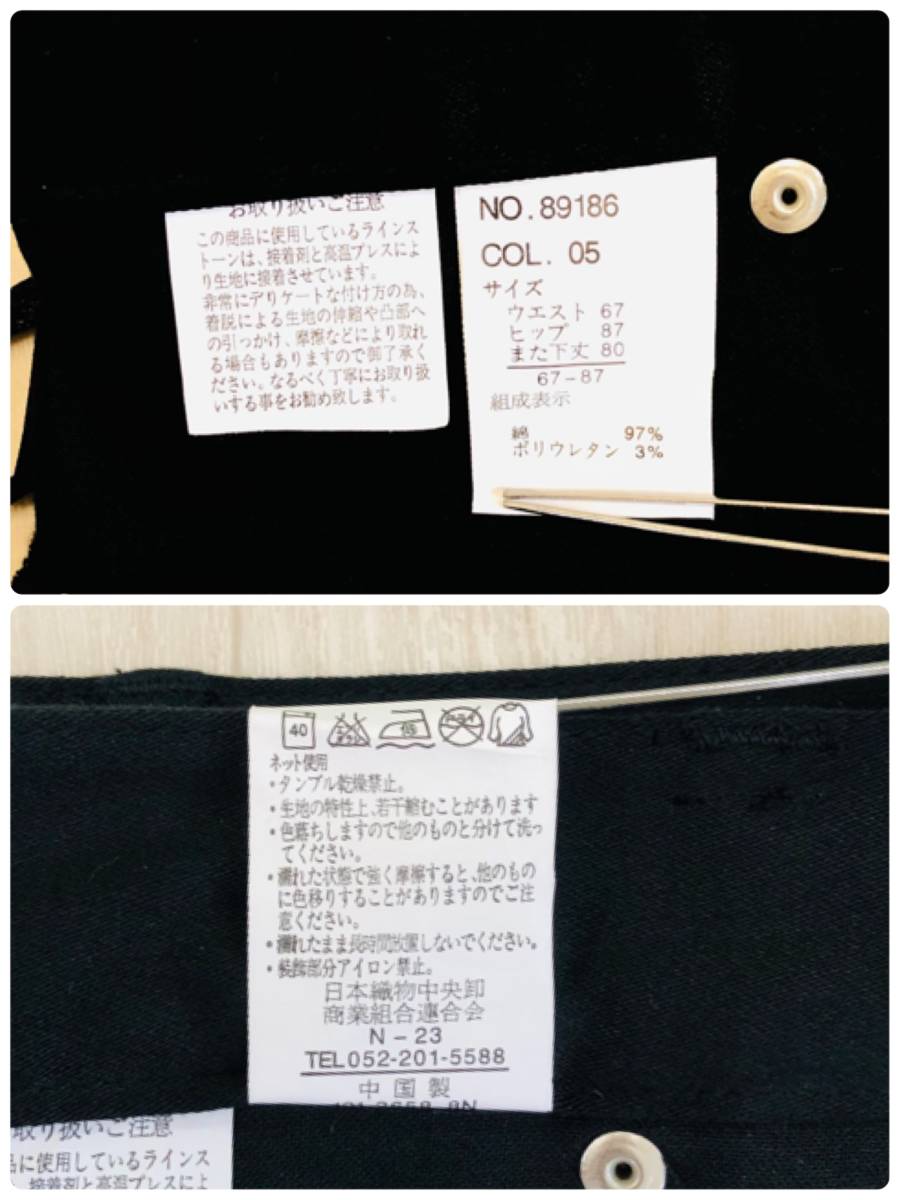 お取り扱いご注意
この商品に使用しているラインス
トーンは、接着剤と高温プレスによ
り生地に接着させています。
非常にデリケートな付け方の為、
着脱による生地の伸縮や凸部へ
の引っかけ、摩擦などにより取れ
る場合もありますので御了承く
ださい。なるべく丁寧にお取り扱
いする事をお勧め致します。
NO.89186
COL. 05
サイズ
ウエスト 67
ヒップ 87
また下丈 80
67-87
組成表示
綿 97%
ポリウレタン 3%
40
ネット使用
・タンブル乾燥禁止。
・生地の特性上、若干縮むことがあります
・色落ちしますので他のものと分けて洗っ
てください。
・濡れた状態で強く摩擦すると、他のもの
に色移りすることがありますのでご注
意ください。
・濡れたまま長時間放置しないでください。
・装飾部分アイロン禁止。
日本織物中央卸
商業組合連合会
N-23
TEL052-201-5588
中国製
取り扱いご注意
に使用しているラインス
接着剤と高温プレスによ